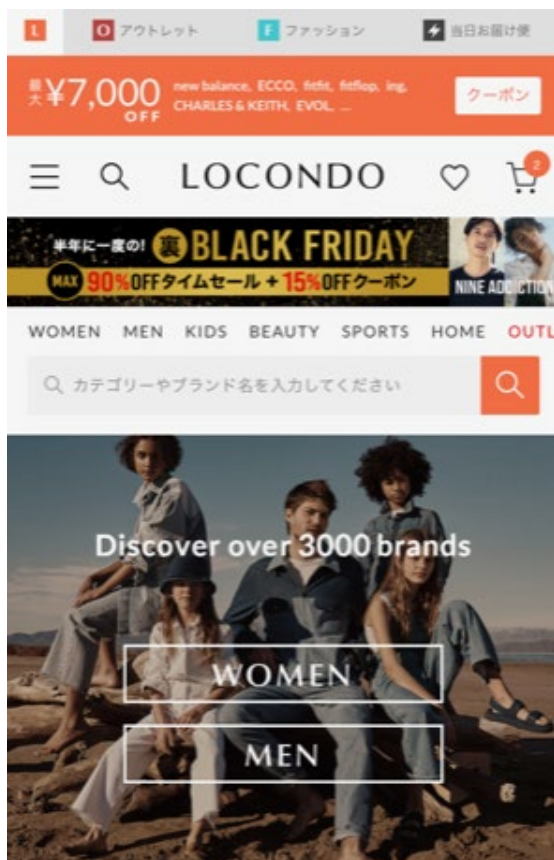 L
O アウトレット
F ファッション
当日お届け便
最大 ¥7,000 OFF
new balance, ECCO, fitfit, fitflop, ing,
CHARLES & KEITH, EVOL, ...
クーポン
LOCONDO
2
半年に一度の! 裏 BLACK FRIDAY
MAX 90%OFFタイムセール + 15%OFFクーポン
NINE ADDICTION
WOMEN MEN KIDS BEAUTY SPORTS HOME OUTL
カテゴリーやブランド名を入力してください
Discover over 3000 brands
WOMEN
MEN